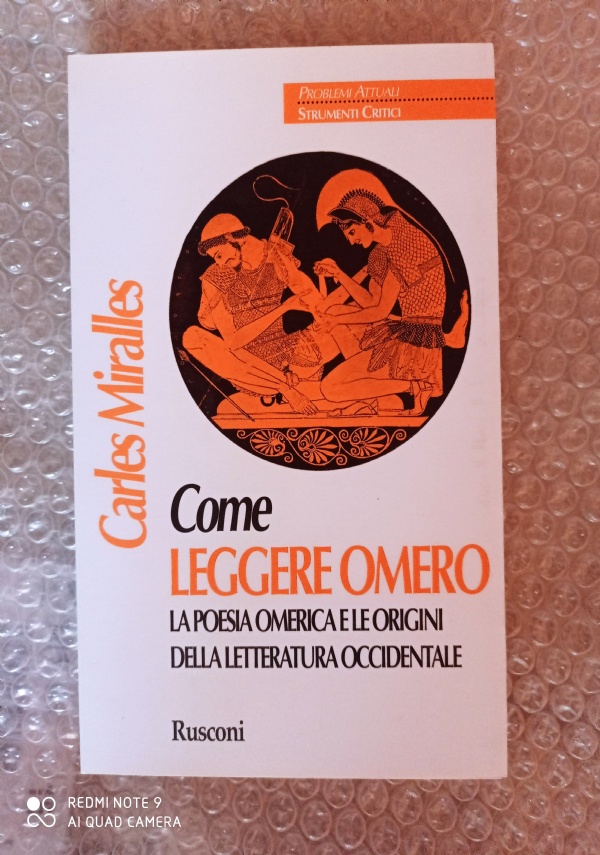 PROBLEMI ATTUALI
STRUMENTI CRITICI
Carles Miralles
Come
LEGGERE OMERO
LA POESIA OMERICA E LE ORIGINI
DELLA LETTERATURA OCCIDENTALE
Rusconi
REDMI NOTE 9
AI QUAD CAMERA